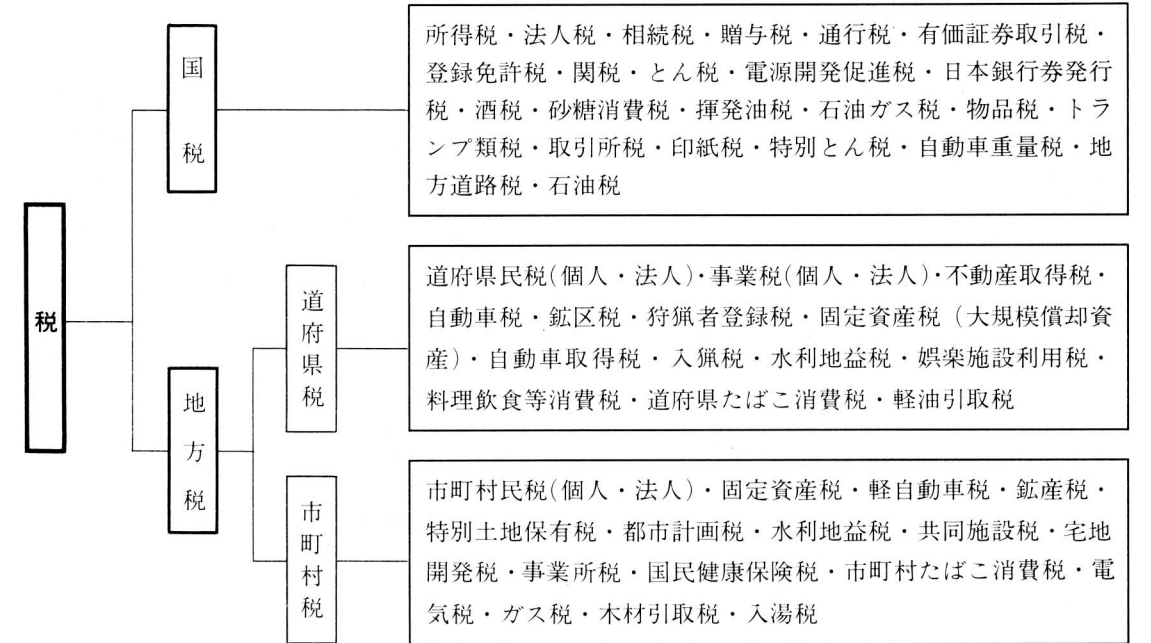 税
国税
所得税・法人税・相続税・贈与税・通行税・有価証券取引税・
登録免許税・関税・とん税・電源開発促進税・日本銀行券発行
税・酒税・砂糖消費税・揮発油税・石油ガス税・物品税・トラ
ンプ類税・取引所税・印紙税・特別とん税・自動車重量税・地
方道路税・石油税
地方税
道府県税
道府県民税(個人・法人)・事業税(個人・法人)・不動産取得税・
自動車税・鉱区税・狩猟者登録税・固定資産税（大規模償却資
産）・自動車取得税・入猟税・水利地益税・娯楽施設利用税・
料理飲食等消費税・道府県たばこ消費税・軽油引取税
市町村税
市町村民税(個人・法人)・固定資産税・軽自動車税・鉱産税・
特別土地保有税・都市計画税・水利地益税・共同施設税・宅地
開発税・事業所税・国民健康保険税・市町村たばこ消費税・電
気税・ガス税・木材引取税・入湯税